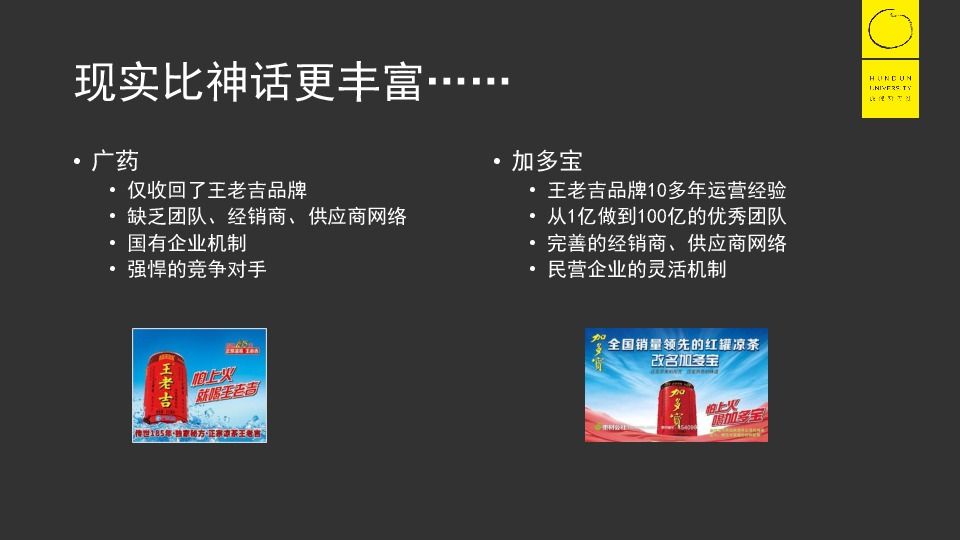 现实比神话更丰富……
HUNDUN
UNIVERSITY
• 广药
• 仅收回了王老吉品牌
• 缺乏团队、经销商、供应商网络
• 国有企业机制
• 强悍的竞争对手
• 加多宝
• 王老吉品牌10多年运营经验
• 从1亿做到100亿的优秀团队
• 完善的经销商、供应商网络
• 民营企业的灵活机制
王老吉
怕上火
就喝王老吉
传世185年·独家秘方·正宗凉茶王老吉
加多宝
全国销量领先的红罐凉茶
改名加多宝
加多宝
怕上火
喝加多宝